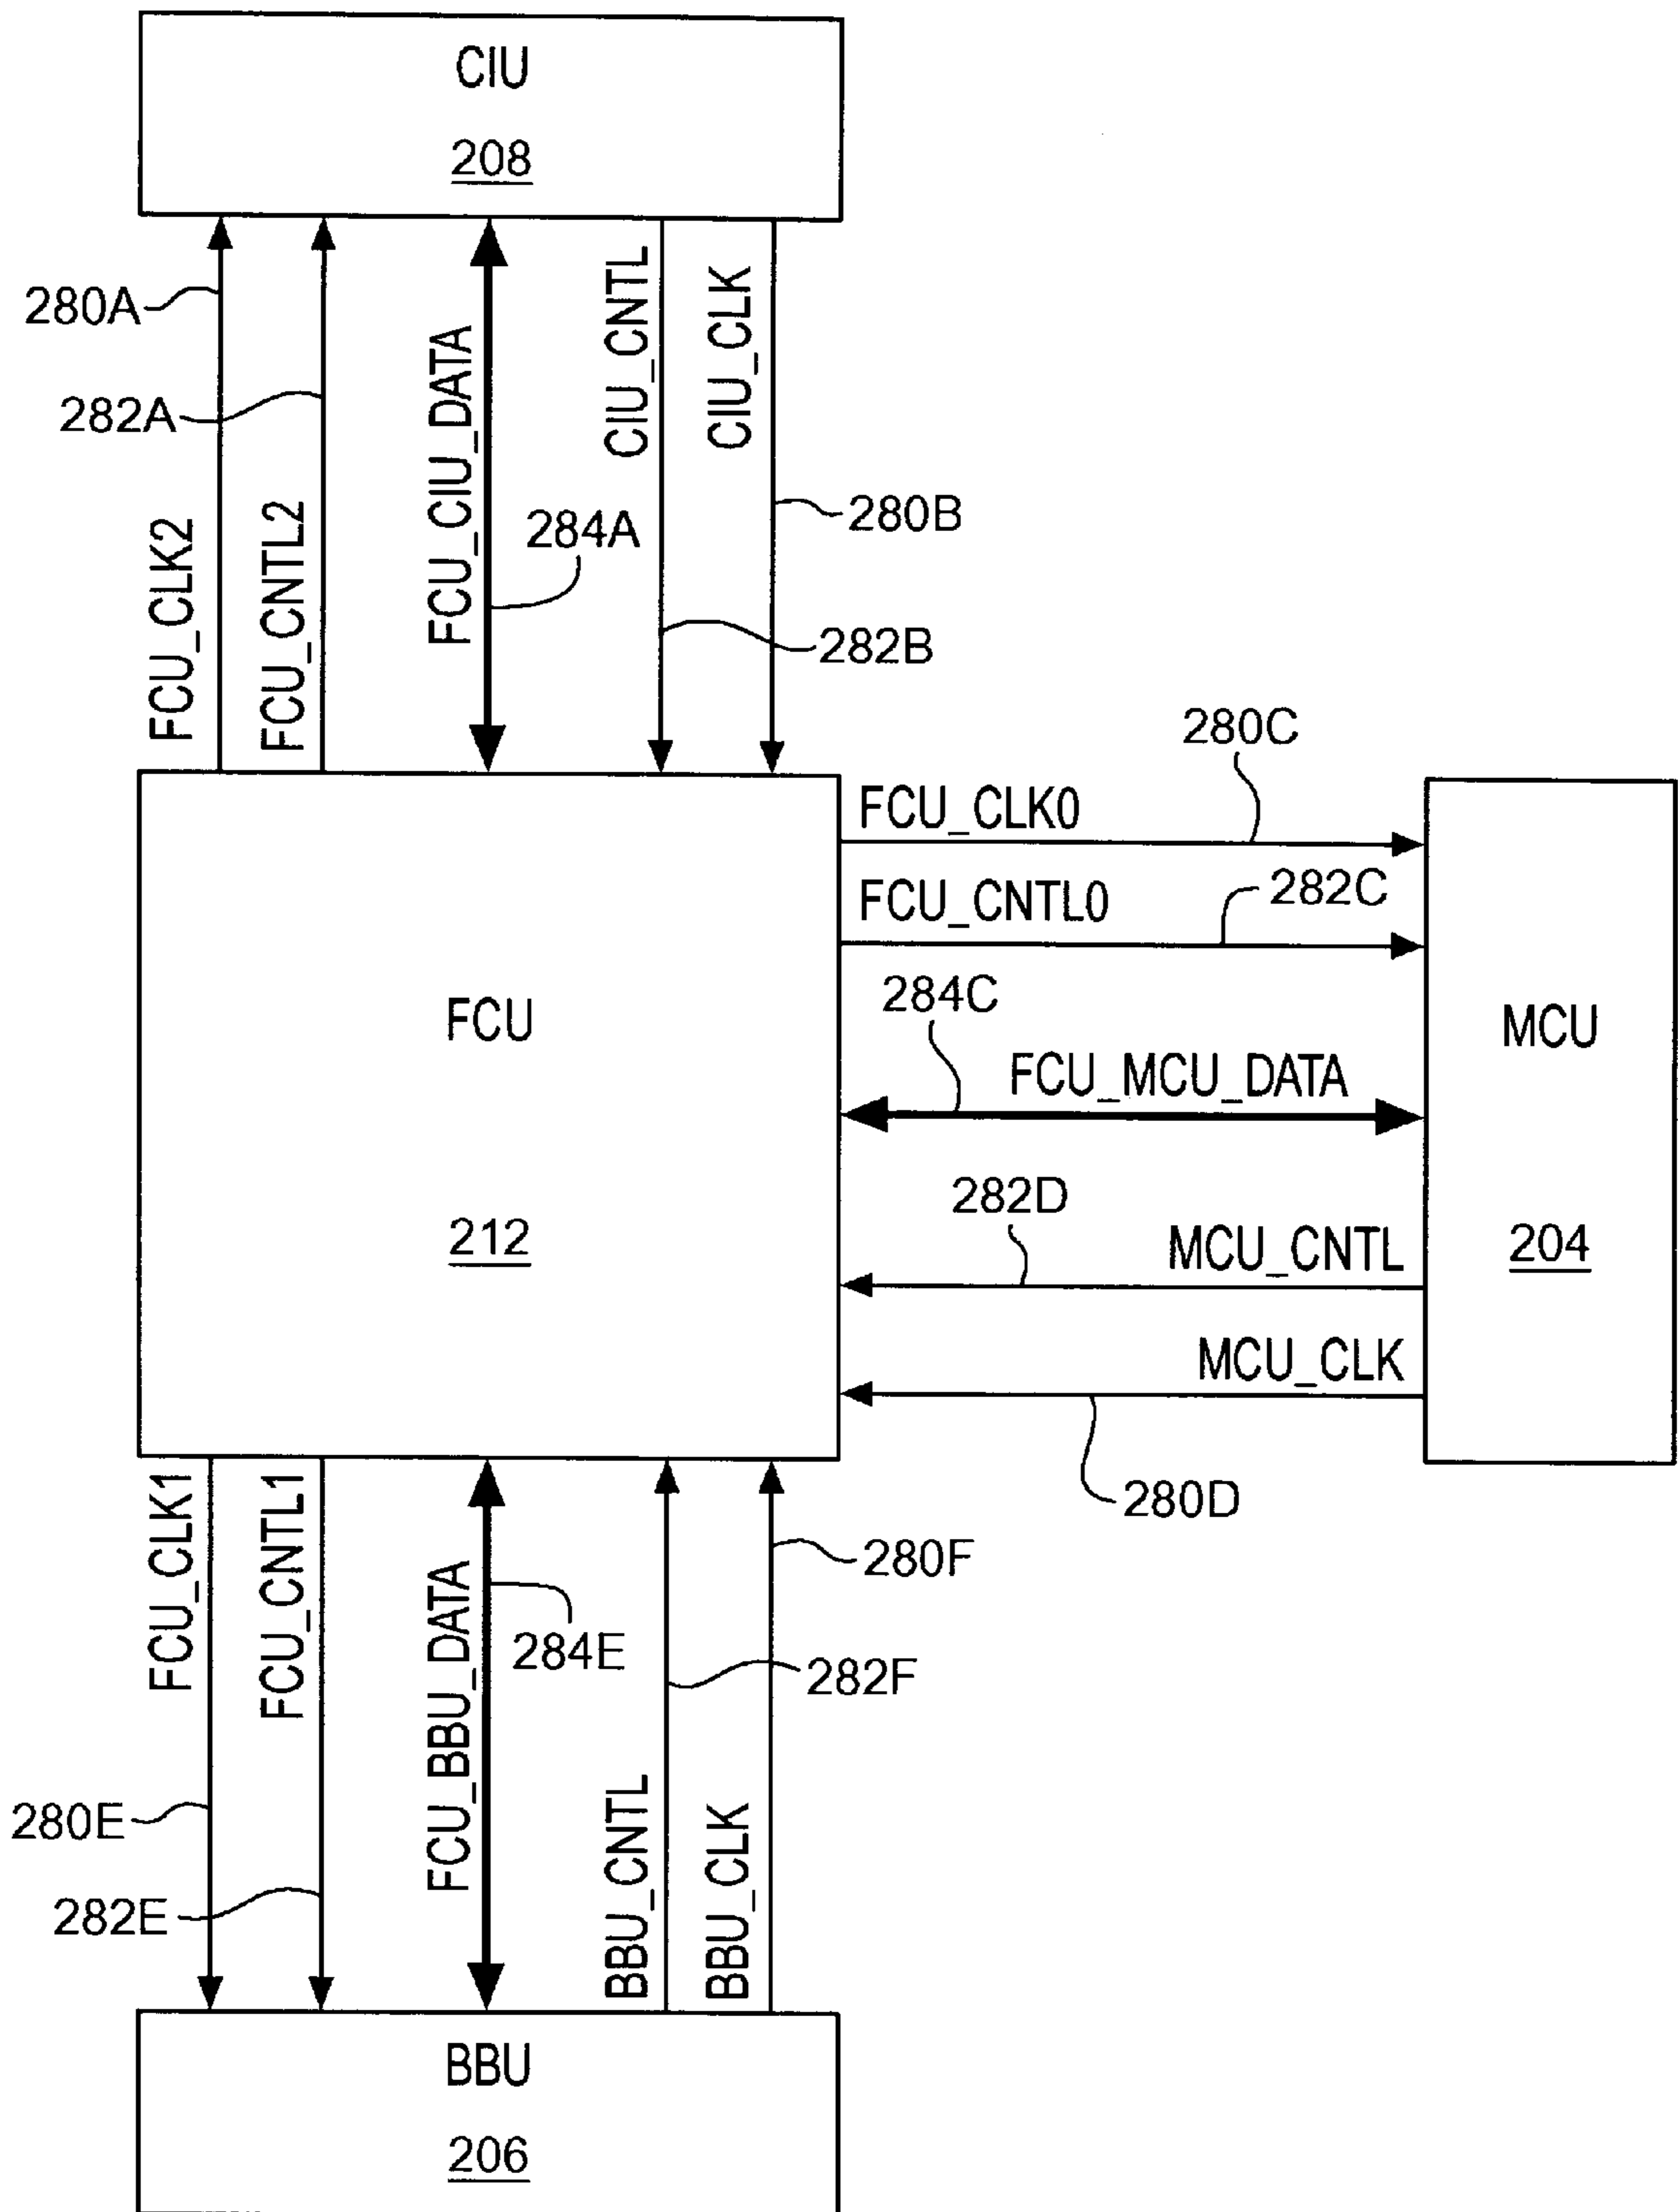 CIU
208
280A
282A
FCU_CLK2
FCU_CNTL2
FCU_CIU_DATA
284A
CIU_CNTL
CIU_CLK
280B
282B
280C
FCU_CLK0
282C
FCU_CNTL0
284C
FCU
MCU
FCU_MCU_DATA
282D
212
MCU_CNTL
204
MCU_CLK
280D
FCU_CLK1
FCU_CNTL1
280F
FCU_BBU_DATA
284E
282F
BBU_CNTL
BBU_CLK
280E
282E
BBU
206